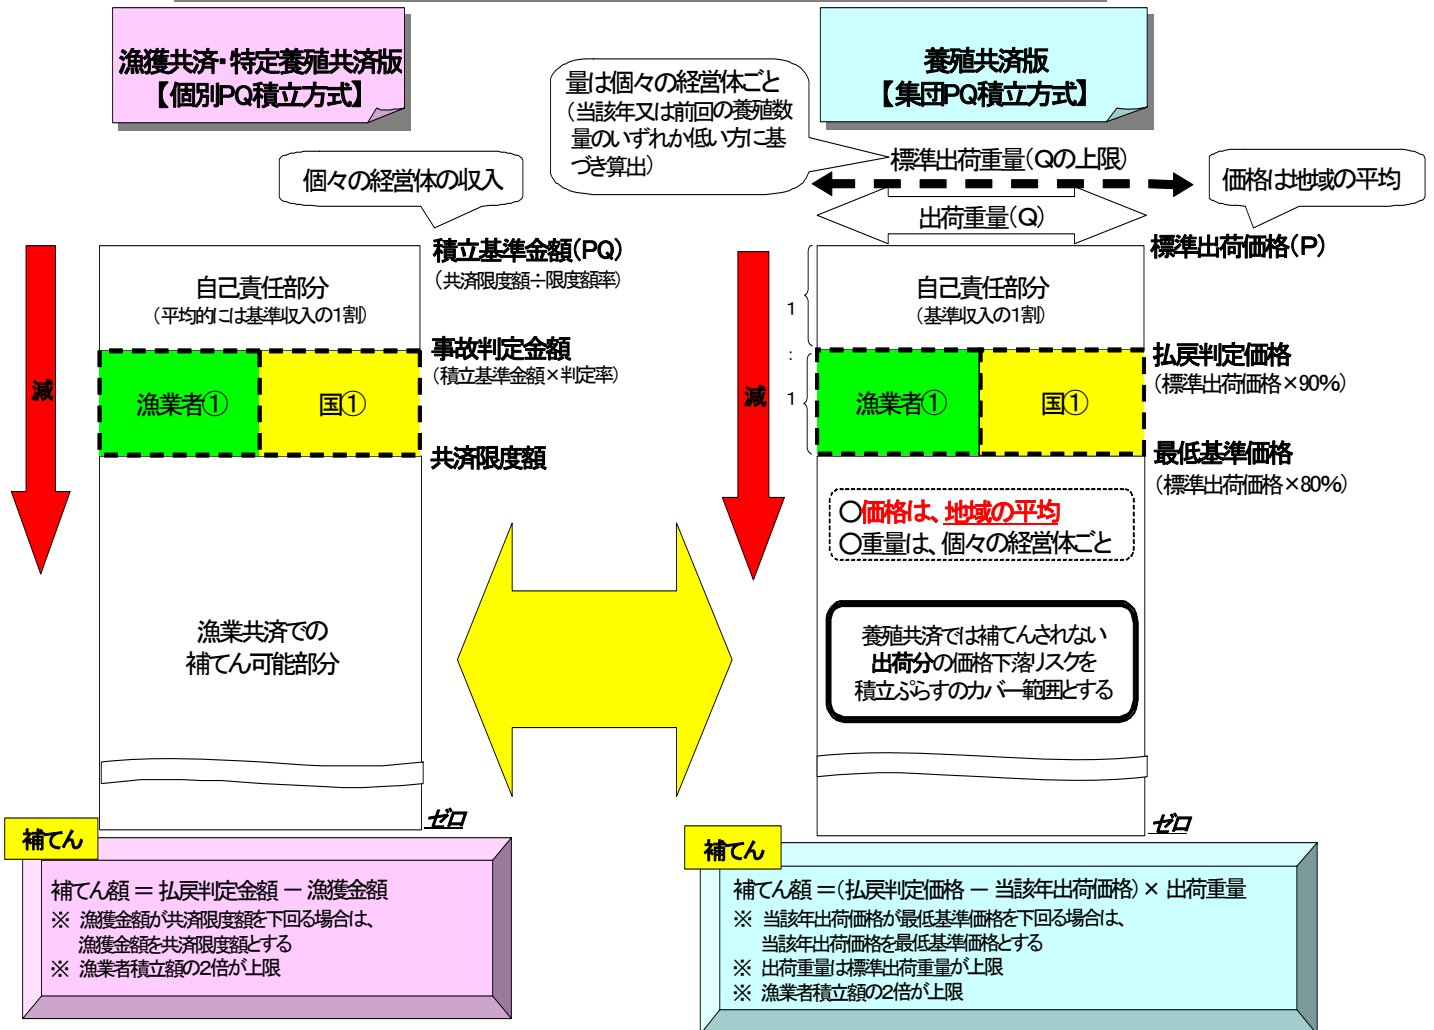 漁獲共済・特定養殖共済版
【個別PQ積立方式】
個々の経営体の収入
積立基準金額(PQ)
(共済限度額÷限度額率)
自己責任部分
(平均的には基準収入の1割)
事故判定金額
(積立基準金額×判定率)
減
漁業者①
国①
共済限度額
漁業共済での
補てん可能部分
ゼロ
補てん
補てん額 = 払戻判定金額 - 漁獲金額
※ 漁獲金額が共済限度額を下回る場合は、
漁獲金額を共済限度額とする
※ 漁業者積立額の2倍が上限
養殖共済版
【集団PQ積立方式】
量は個々の経営体ごと
(当該年又は前回の養殖数
量のいずれか低い方に基
づき算出)
標準出荷重量(Qの上限)
価格は地域の平均
出荷重量(Q)
標準出荷価格(P)
自己責任部分
(基準収入の1割)
1
:
1
払戻判定価格
(標準出荷価格×90%)
減
漁業者①
国①
最低基準価格
(標準出荷価格×80%)
○価格は、地域の平均
○重量は、個々の経営体ごと
養殖共済では補てんされない
出荷分の価格下落リスクを
積立ぷらすのカバー範囲とする
ゼロ
補てん
補てん額 =(払戻判定価格 - 当該年出荷価格)× 出荷重量
※ 当該年出荷価格が最低基準価格を下回る場合は、
当該年出荷価格を最低基準価格とする
※ 出荷重量は標準出荷重量が上限
※ 漁業者積立額の2倍が上限